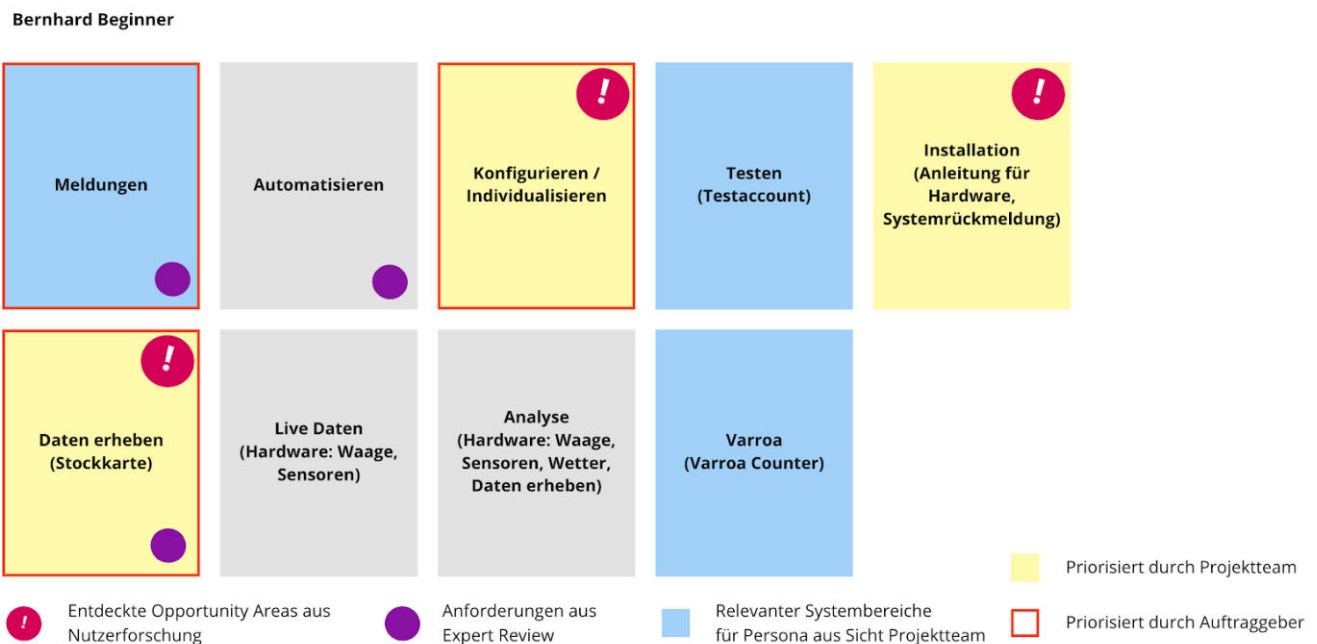 Bernhard Beginner
Meldungen
Automatisieren
Konfigurieren /
Individualisieren
Testen
(Testaccount)
Installation
(Anleitung für
Hardware,
Systemrückmeldung)
Daten erheben
(Stockkarte)
Live Daten
(Hardware: Waage,
Sensoren)
Analyse
(Hardware: Waage,
Sensoren, Wetter,
Daten erheben)
Varroa
(Varroa Counter)
Entdeckte Opportunity Areas aus
Nutzerforschung
Anforderungen aus
Expert Review
Relevanter Systembereiche
für Persona aus Sicht Projektteam
Priorisiert durch Projektteam
Priorisiert durch Auftraggeber